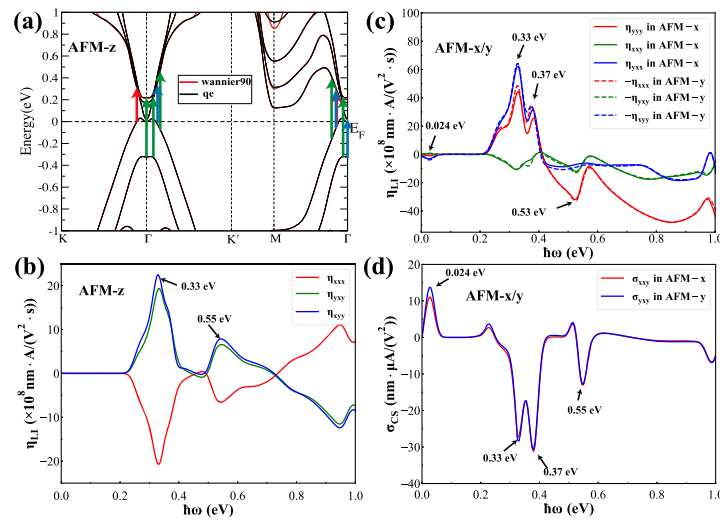 (a)
AFM-z
Energy(eV)
1
0.8
0.6
0.4
0.2
0
-0.2
-0.4
-0.6
-0.8
-1
wannier90
qe
E_F
K
Γ
K′
M
Γ
(b)
AFM-z
η_LI (×10⁸ nm · A/(V² · s))
20
10
0
−10
−20
0.33 eV
0.55 eV
η_xxx
η_yxy
η_xyy
0.0
0.2
0.4
0.6
0.8
1.0
ħω (eV)
(c)
AFM-x/y
η_LI (×10⁸ nm · A/(V² · s))
80
60
40
20
0
−20
−40
0.024 eV
0.33 eV
0.37 eV
0.53 eV
η_yyy in AFM−x
η_xxy in AFM−x
η_yxx in AFM−x
−η_xxx in AFM−y
−η_yxy in AFM−y
−η_xyy in AFM−y
0.0
0.2
0.4
0.6
0.8
1.0
ħω (eV)
(d)
AFM-x/y
σ_CS (nm · μA/(V²))
20
10
0
−10
−20
−30
−40
0.024 eV
0.33 eV
0.37 eV
0.55 eV
σ_xxy in AFM−x
σ_yxy in AFM−y
0.0
0.2
0.4
0.6
0.8
1.0
ħω (eV)